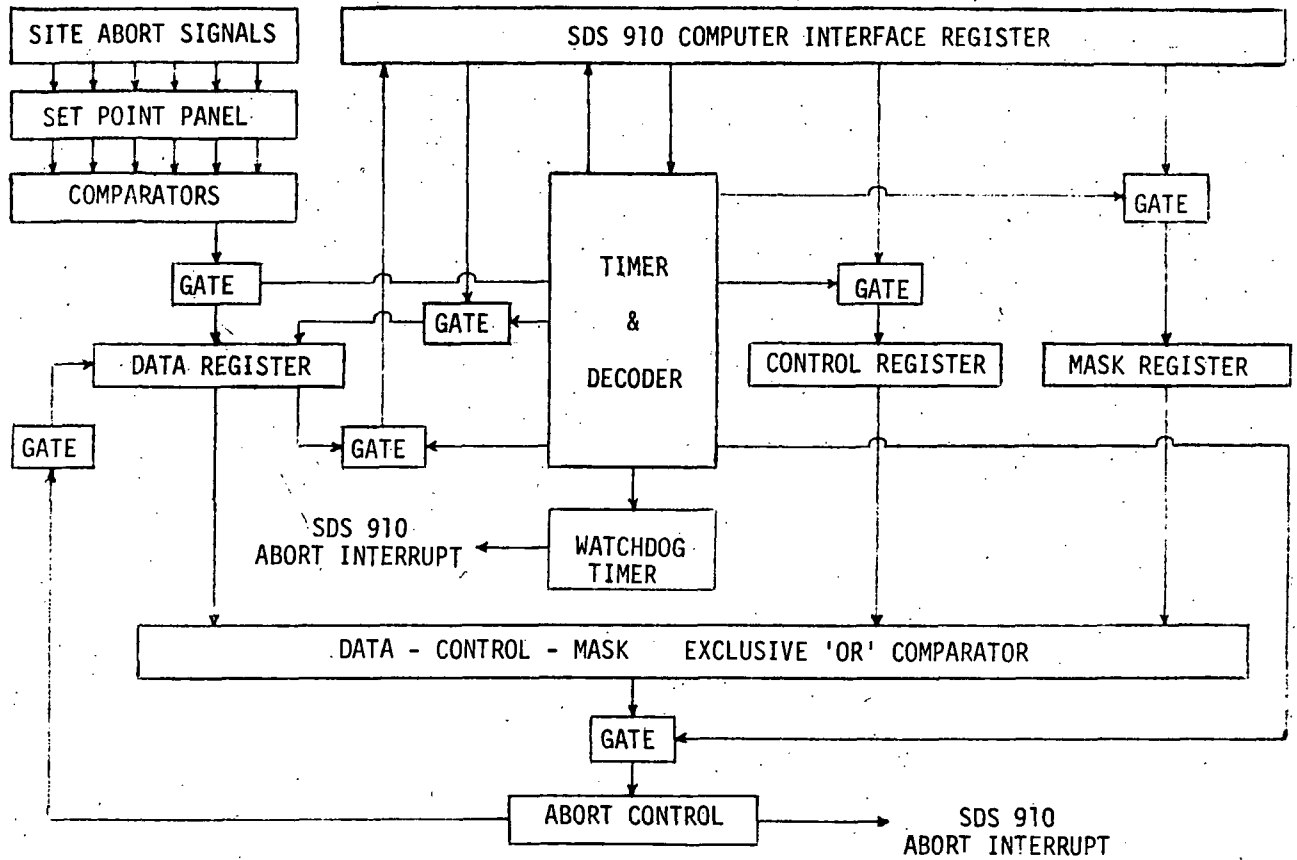 SITE ABORT SIGNALS
SDS 910 COMPUTER INTERFACE REGISTER
SET POINT PANEL
COMPARATORS
GATE
TIMER
&
DECODER
GATE
GATE
GATE
DATA REGISTER
CONTROL REGISTER
MASK REGISTER
GATE
GATE
SDS 910
ABORT INTERRUPT
WATCHDOG
TIMER
DATA - CONTROL - MASK EXCLUSIVE 'OR' COMPARATOR
GATE
ABORT CONTROL
SDS 910
ABORT INTERRUPT